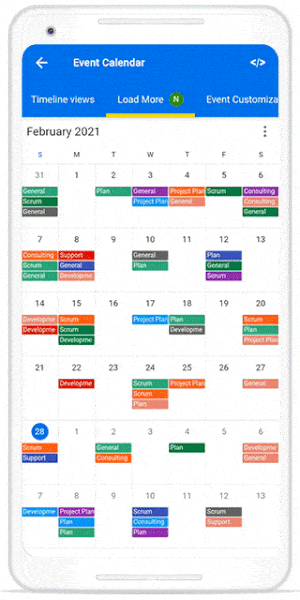 Event Calendar </>
Timeline views Load More N Event Customiza
February 2021
S M T W T F S
31 1 2 3 4 5 6
General Plan General Project Plan Scrum Consulting
Scrum Project Plan General Consulting
General General
7 8 9 10 11 12 13
Consulting Support General Plan
Scrum General Plan General
General Developme Scrum
14 15 16 17 18 19 20
Developme Scrum Project Plan Plan Scrum
Developme Scrum Developme Plan
Developme Project Plan
21 22 23 24 25 26 27
Developme Scrum Project Plan General
Scrum
Plan
28 1 2 3 4 5 6
Scrum General Plan Developme
Support Consulting General
7 8 9 10 11 12 13
Developme Project Plan Scrum Scrum
Plan Consulting Support
Plan Plan